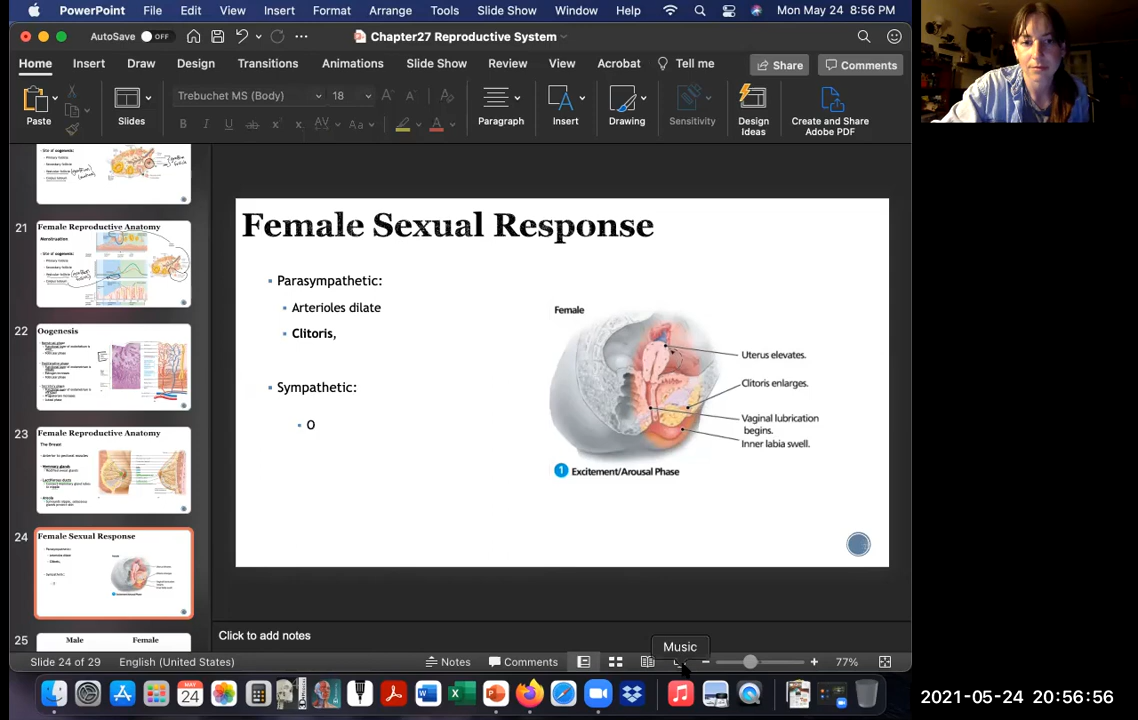 PowerPoint File Edit View Insert Format Arrange Tools Slide Show Window Help Mon May 24 8:56 PM
AutoSave OFF Chapter27 Reproductive System
Home Insert Draw Design Transitions Animations Slide Show Review View Acrobat Tell me Share Comments
Trebuchet MS (Body) 18
Paste Slides B I U ab x x AV Aa A Paragraph Insert Drawing Sensitivity Design Ideas Create and Share Adobe PDF
21
Female Reproductive Anatomy
Menstruation
22
Oogenesis
23
Female Reproductive Anatomy
The Breast
24
Female Sexual Response
25
Male Female
Female Sexual Response
Parasympathetic:
Arterioles dilate
Clitoris,
Sympathetic:
O
Female
Uterus elevates.
Clitoris enlarges.
Vaginal lubrication
begins.
Inner labia swell.
1 Excitement/Arousal Phase
Click to add notes
Music
Slide 24 of 29 English (United States) Notes Comments 77%
MAY
24
2021-05-24 20:56:56